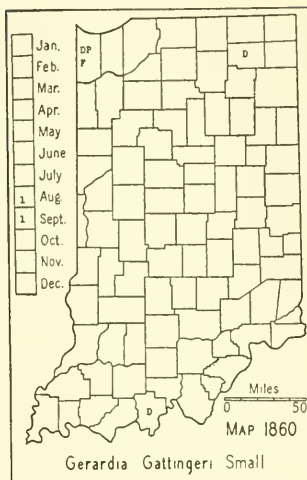 Jan.
Feb.
Mar.
Apr.
May
June
July
1 Aug.
1 Sept.
Oct.
Nov.
Dec.
DP
F
D
D
Miles
0 50
MAP 1860
Gerardia Gattingeri Small